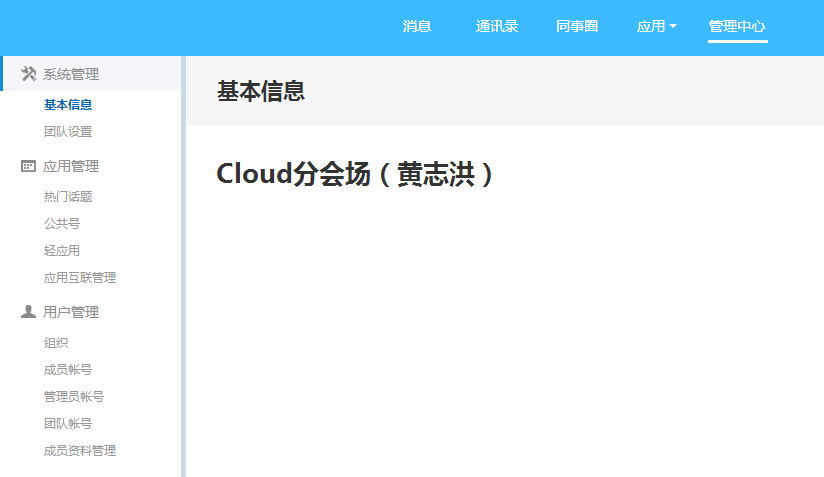 消息 通讯录 同事圈 应用 管理中心
系统管理
基本信息
团队设置
应用管理
热门话题
公共号
轻应用
应用互联管理
用户管理
组织
成员帐号
管理员帐号
团队帐号
成员资料管理
基本信息
Cloud分会场（黄志洪）